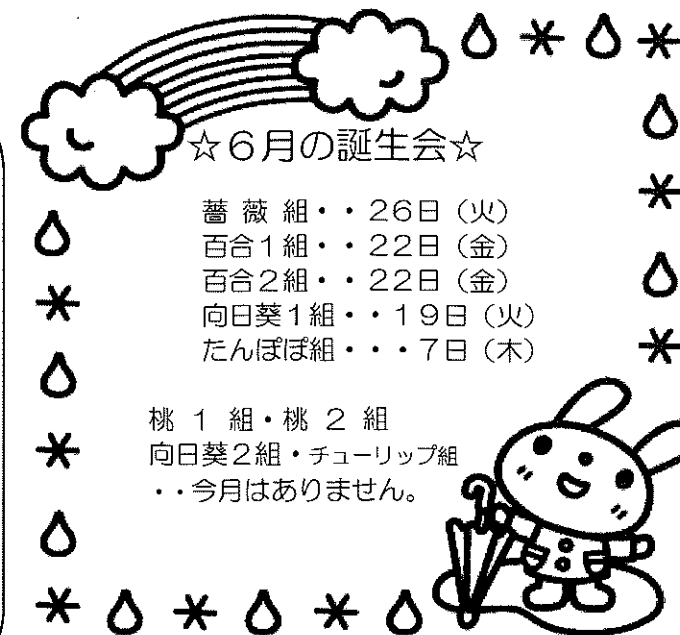 ☆6月の誕生会☆
薔薇組・・26日（火）
百合1組・・22日（金）
百合2組・・22日（金）
向日葵1組・・19日（火）
たんぽぽ組・・・7日（木）
桃1組・桃2組
向日葵2組・チューリップ組
・・今月はありません。